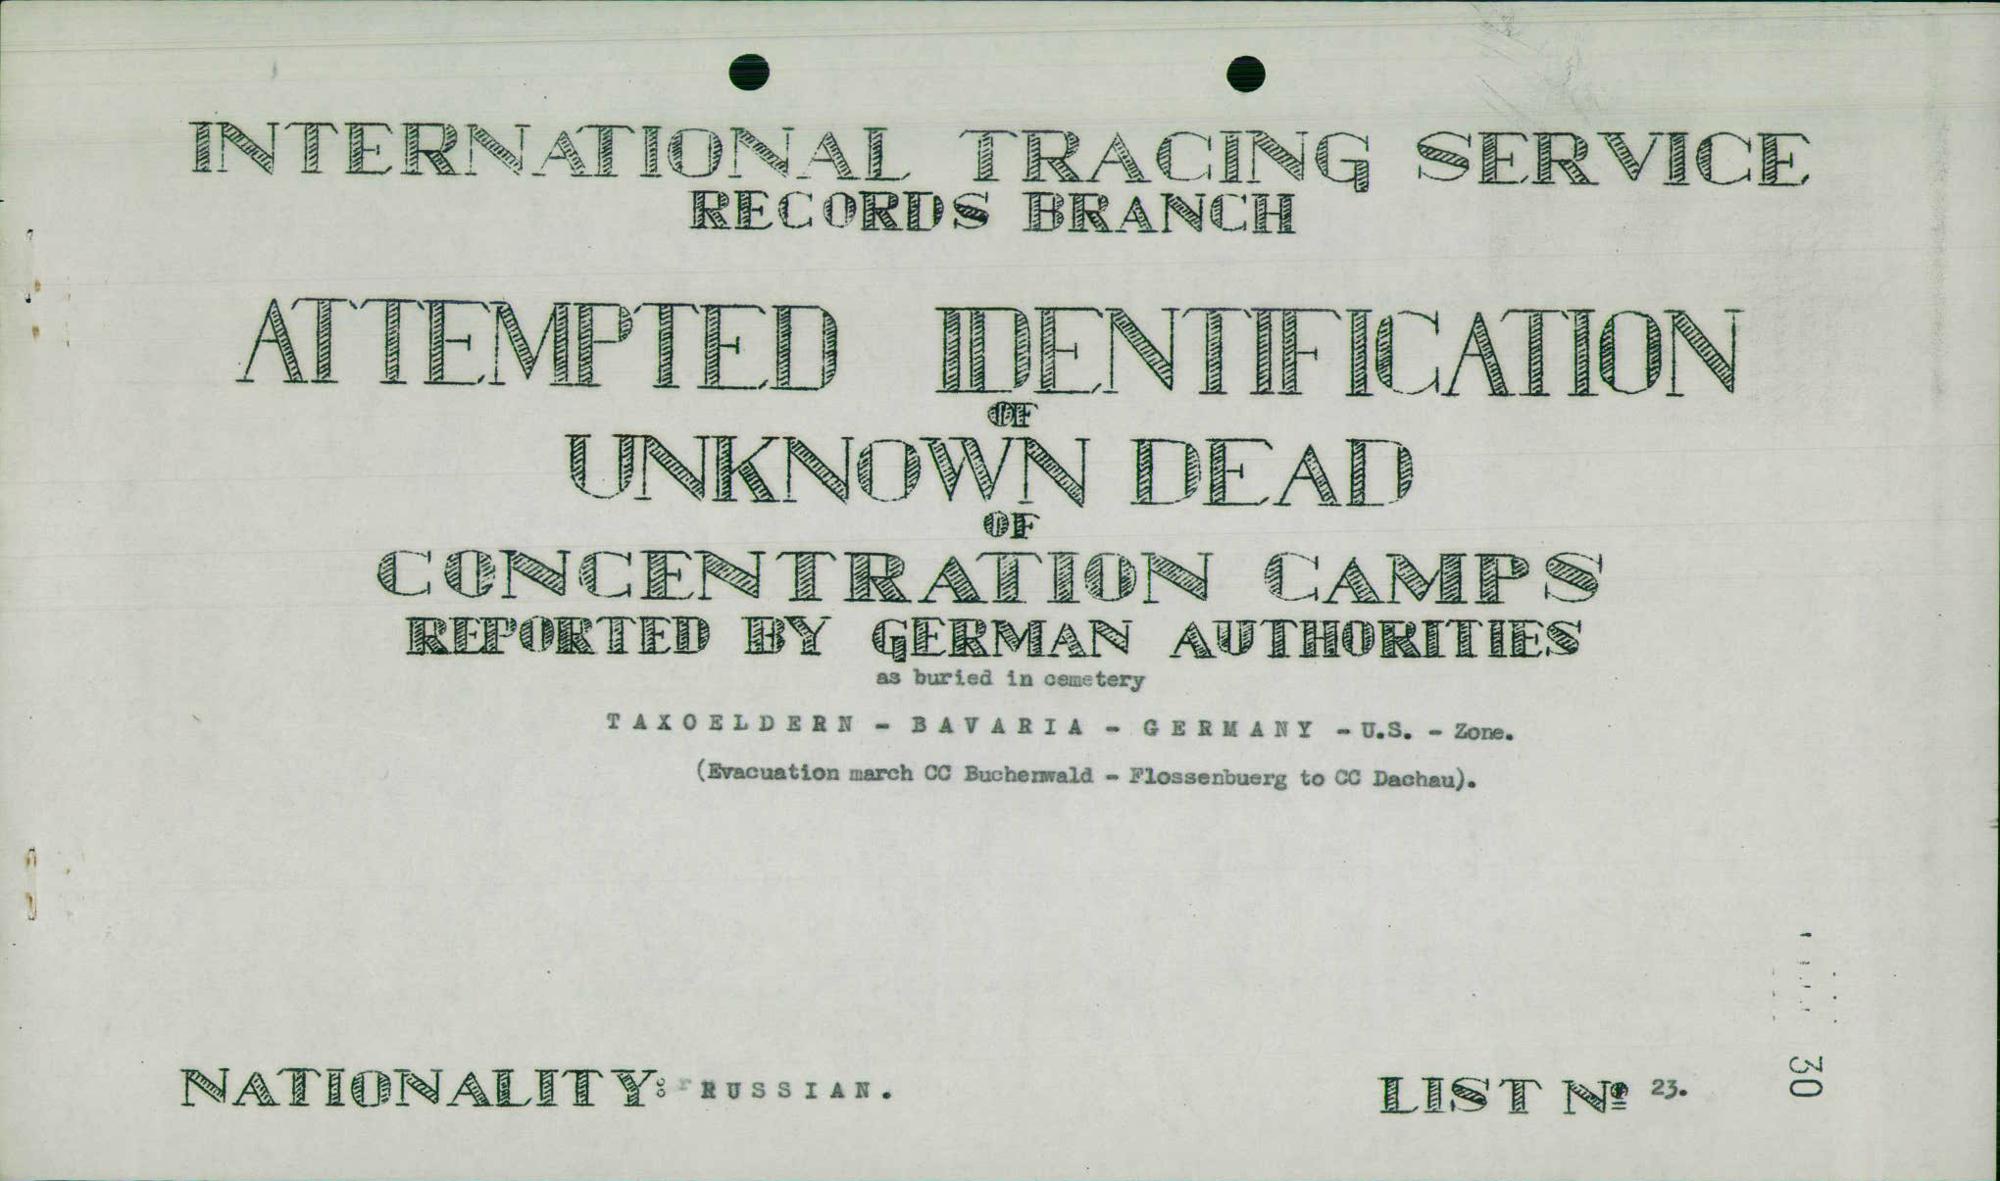 INTERNATIONAL TRACING SERVICE
RECORDS BRANCH
ATTEMPTED IDENTIFICATION
OF
UNKNOWN DEAD
OF
CONCENTRATION CAMPS
REPORTED BY GERMAN AUTHORITIES
as buried in cemetery
TAXOELDERN - BAVARIA - GERMANY - U.S. - Zone.
(Evacuation march CC Buchenwald - Flossenbuerg to CC Dachau).
NATIONALITY: RUSSIAN.
LIST Nº 23.
30